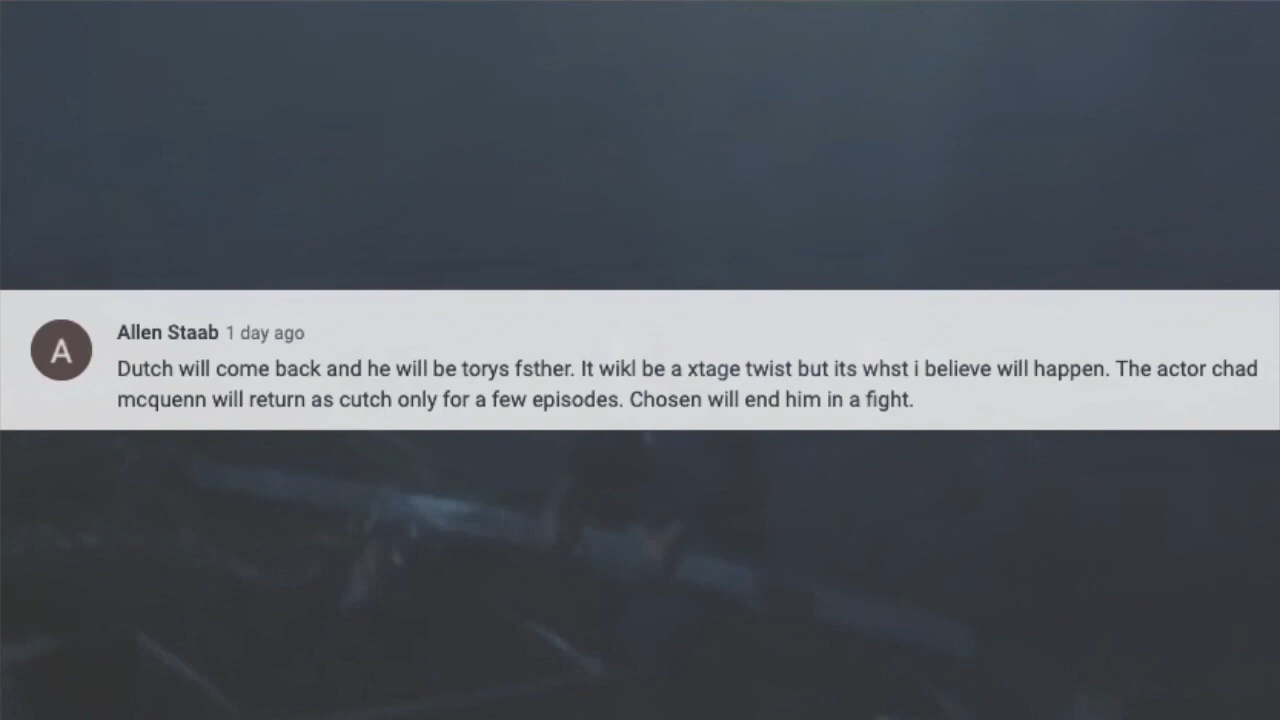 A
Allen Staab 1 day ago
Dutch will come back and he will be torys fsther. It wikl be a xtage twist but its whst i believe will happen. The actor chad
mcquenn will return as cutch only for a few episodes. Chosen will end him in a fight.